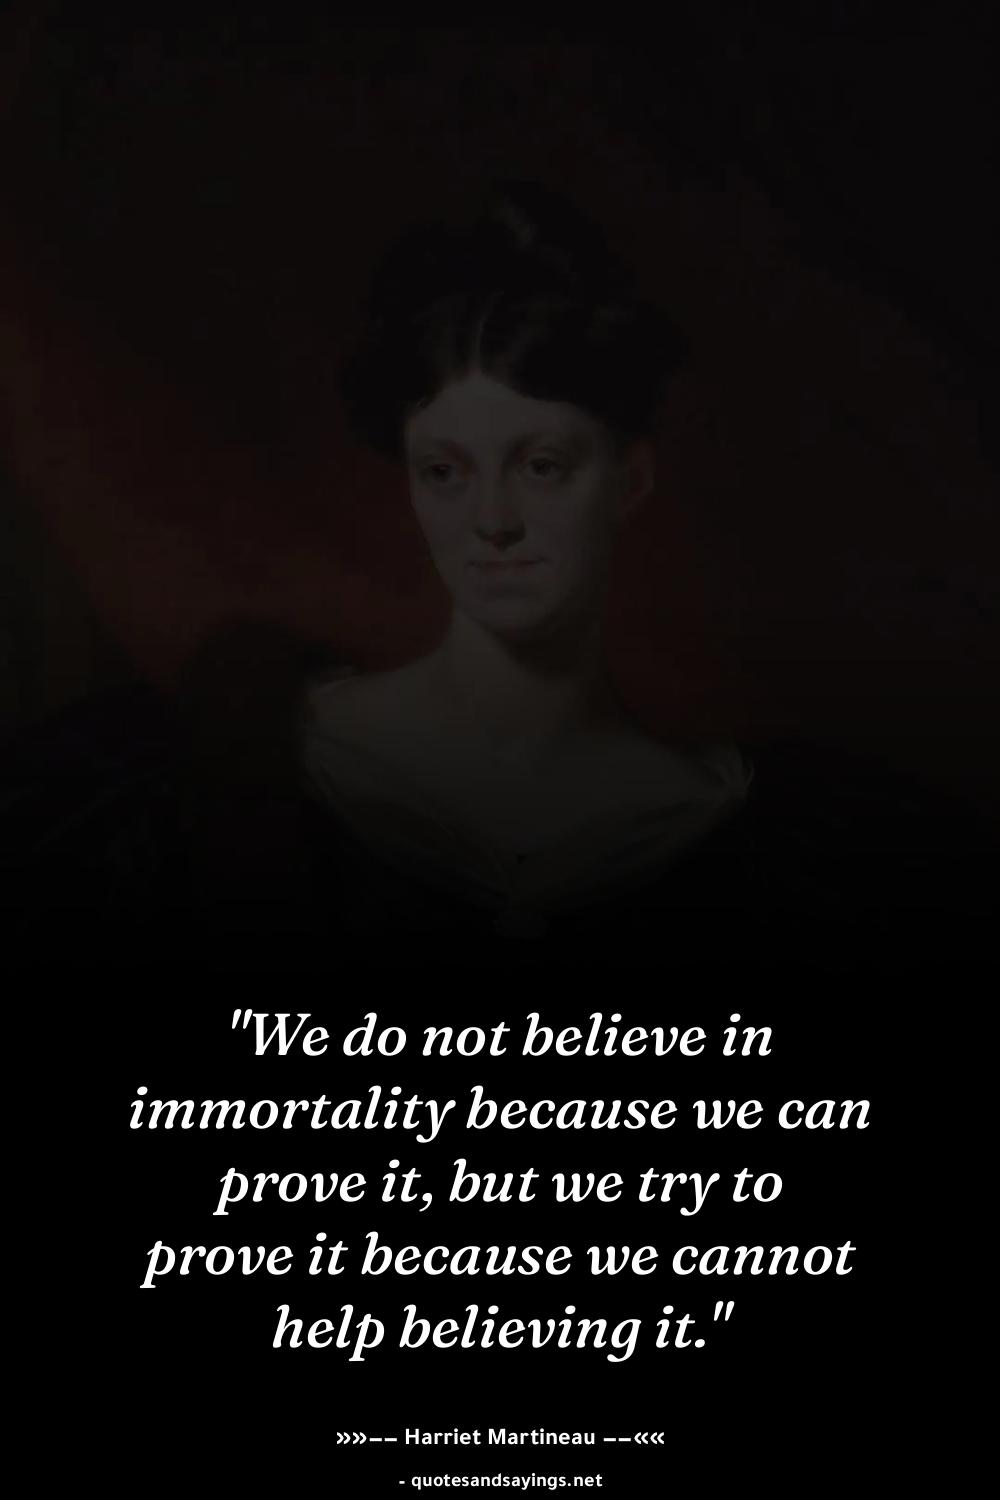 "We do not believe in
immortality because we can
prove it, but we try to
prove it because we cannot
help believing it."
»»–– Harriet Martineau ––««
- quotesandsayings.net